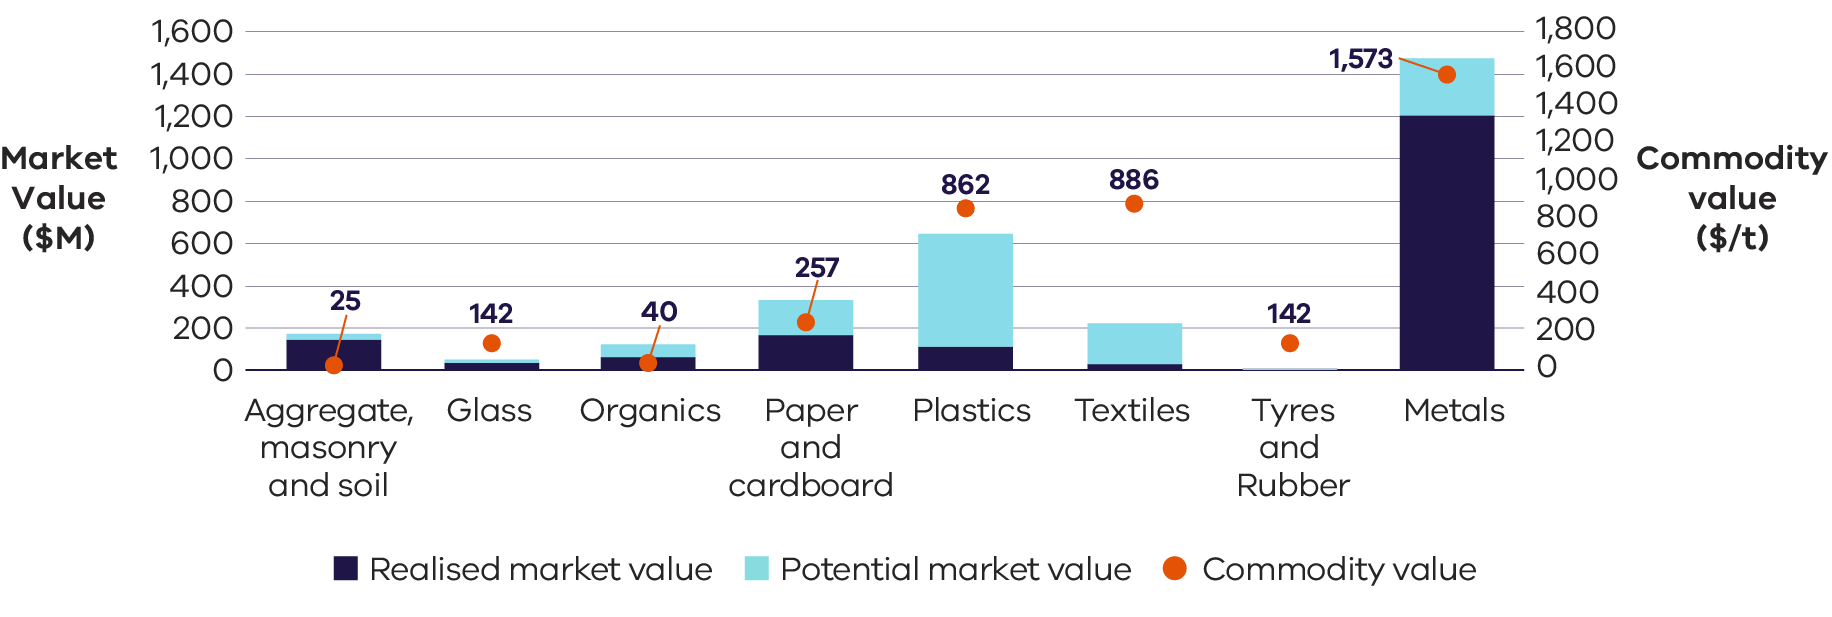 Market
Value
($M)
1,600
1,400
1,200
1,000
800
600
400
200
0
25
142
40
257
862
886
142
1,573
1,800
1,600
1,400
1,200
1,000
800
600
400
200
0
Commodity
value
($/t)
Aggregate,
masonry
and soil
Glass
Organics
Paper
and
cardboard
Plastics
Textiles
Tyres
and
Rubber
Metals
Realised market value
Potential market value
Commodity value